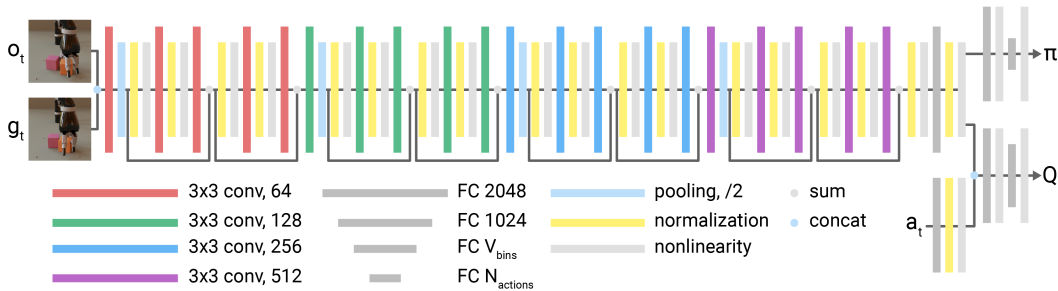 o_t
g_t
π
Q
a_t
3x3 conv, 64
FC 2048
pooling, /2
sum
3x3 conv, 128
FC 1024
normalization
concat
3x3 conv, 256
FC V_bins
nonlinearity
3x3 conv, 512
FC N_actions